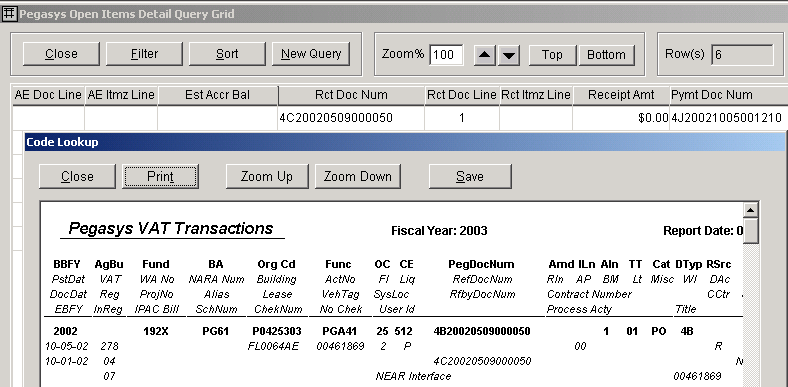 Pegasys Open Items Detail Query Grid
Close Filter Sort New Query Zoom% 100 Top Bottom Row(s) 6
AE Doc Line AE Itmz Line Est Accr Bal Rct Doc Num Rct Doc Line Rct Itmz Line Receipt Amt Pymt Doc Num
4C20020509000050 1 $0.00 4J20021005001210
Code Lookup
Close Print Zoom Up Zoom Down Save
Pegasys VAT Transactions Fiscal Year: 2003 Report Date: 0
BBFY AgBu Fund BA Org Cd Func OC CE PegDocNum Amd ILn Aln TT Cat DTyp RSrc
PstDat VAT WA No NARA Num Building ActNo FI Liq RefDocNum Rln AP BM Lt Misc WI DAc
DocDat Reg ProjNo Alias Lease VehTag SysLoc RfbyDocNum Contract Number CCtr
EBFY InReg IPAC Bill SchNum ChekNum No Chek User Id Process Acty Title
2002 192X PG61 P0425303 PGA41 25 512 4B20020509000050 1 01 PO 4B
10-05-02 278 FL0064AE 00461869 2 P 00 R
10-01-02 04 4C20020509000050 N
07 NEAR Interface 00461869